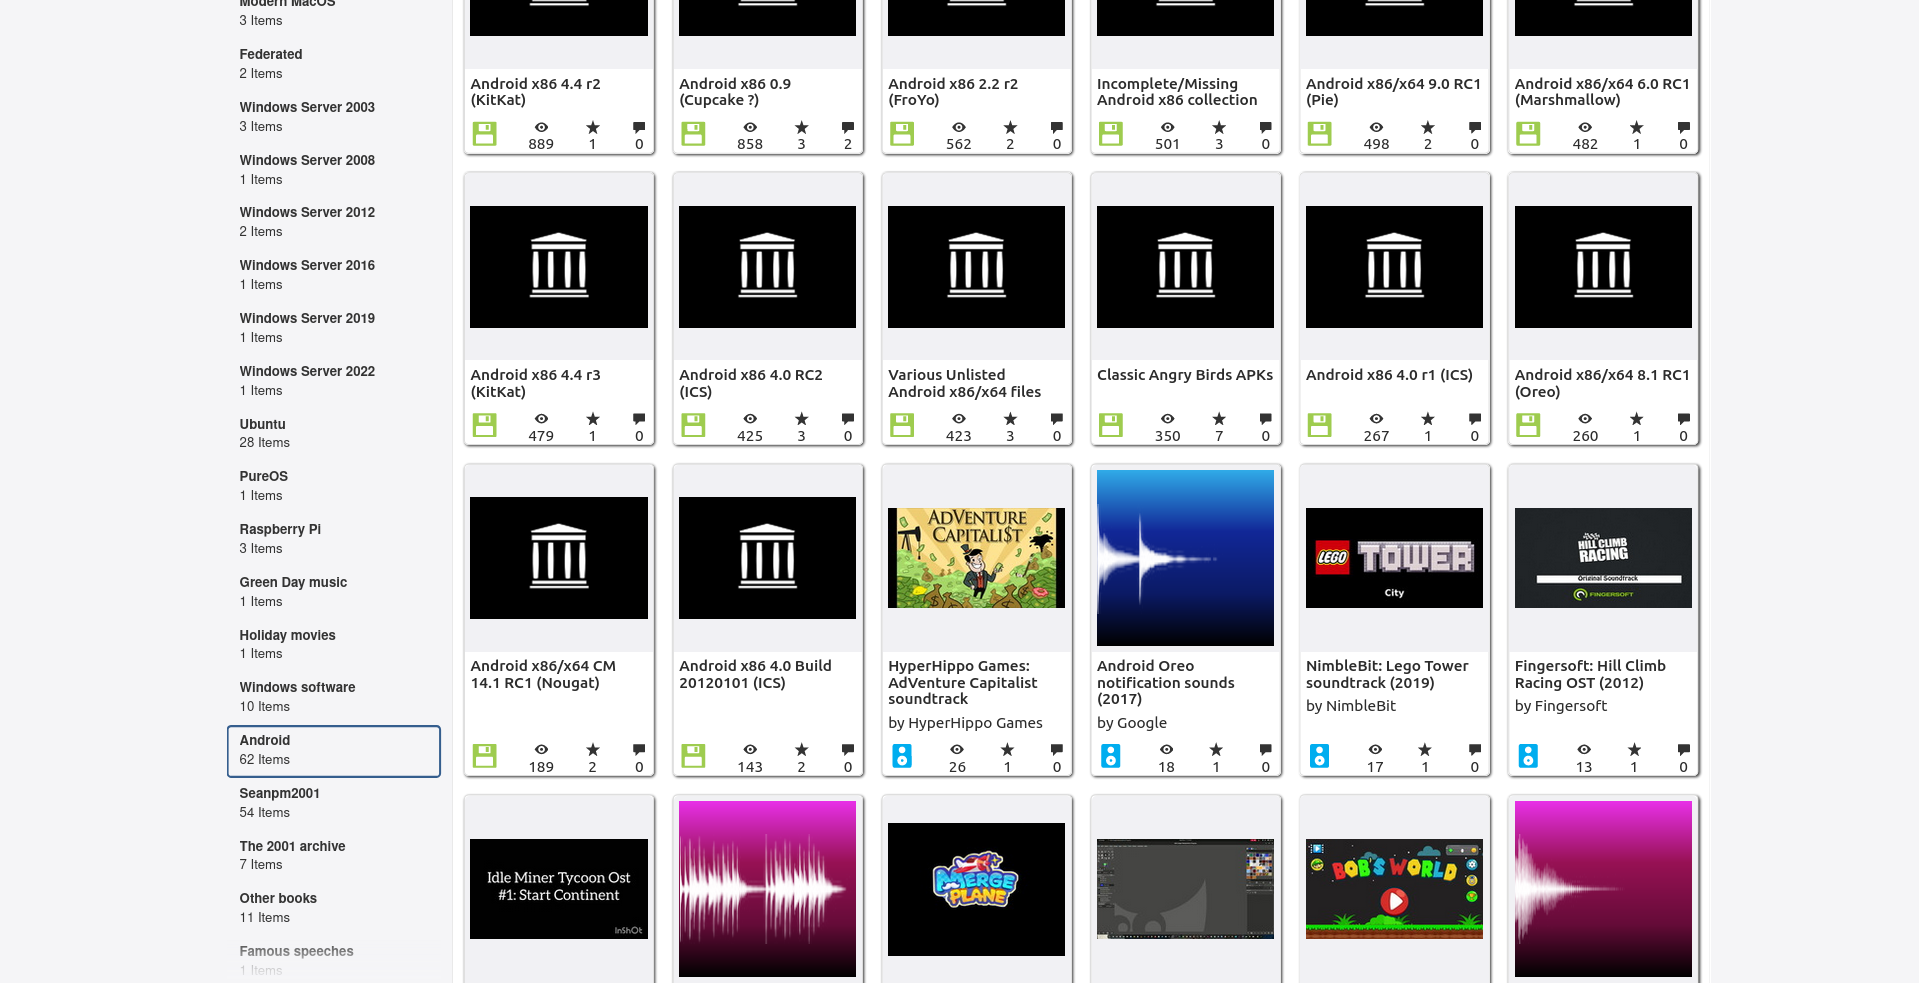 Modern MacOS
3 Items
Federated
2 Items
Windows Server 2003
3 Items
Windows Server 2008
1 Items
Windows Server 2012
2 Items
Windows Server 2016
1 Items
Windows Server 2019
1 Items
Windows Server 2022
1 Items
Ubuntu
28 Items
PureOS
1 Items
Raspberry Pi
3 Items
Green Day music
1 Items
Holiday movies
1 Items
Windows software
10 Items
Android
62 Items
Seanpm2001
54 Items
The 2001 archive
7 Items
Other books
11 Items
Famous speeches
1 Items
Android x86 4.4 r2
(KitKat)
889 1 0
Android x86 0.9
(Cupcake ?)
858 3 2
Android x86 2.2 r2
(FroYo)
562 2 0
Incomplete/Missing
Android x86 collection
501 3 0
Android x86/x64 9.0 RC1
(Pie)
498 2 0
Android x86/x64 6.0 RC1
(Marshmallow)
482 1 0
Android x86 4.4 r3
(KitKat)
479 1 0
Android x86 4.0 RC2
(ICS)
425 3 0
Various Unlisted
Android x86/x64 files
423 3 0
Classic Angry Birds APKs
350 7 0
Android x86 4.0 r1 (ICS)
267 1 0
Android x86/x64 8.1 RC1
(Oreo)
260 1 0
Android x86/x64 CM
14.1 RC1 (Nougat)
189 2 0
Android x86 4.0 Build
20120101 (ICS)
143 2 0
ADVENTURE
CAPITALI$T
HyperHippo Games:
AdVenture Capitalist
soundtrack
by HyperHippo Games
26 1 0
Android Oreo
notification sounds
(2017)
by Google
18 1 0
LEGO TOWER
City
NimbleBit: Lego Tower
soundtrack (2019)
by NimbleBit
17 1 0
HILL CLIMB
RACING
Original Soundtrack
FINGERSOFT
Fingersoft: Hill Climb
Racing OST (2012)
by Fingersoft
13 1 0
Idle Miner Tycoon Ost
#1: Start Continent
InShOt
MERGE
PLANE
BOB'S WORLD